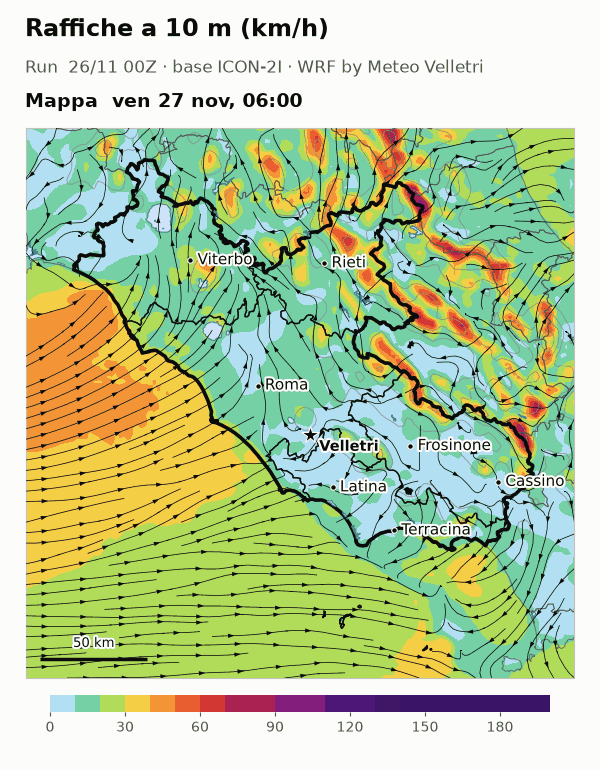 Raffiche a 10 m (km/h)
Run  26/11 00Z · base ICON-2I · WRF by Meteo Velletri
Mappa  ven 27 nov, 06:00
Viterbo
Rieti
Roma
Velletri
Frosinone
Latina
Cassino
Terracina
50 km
0 30 60 90 120 150 180